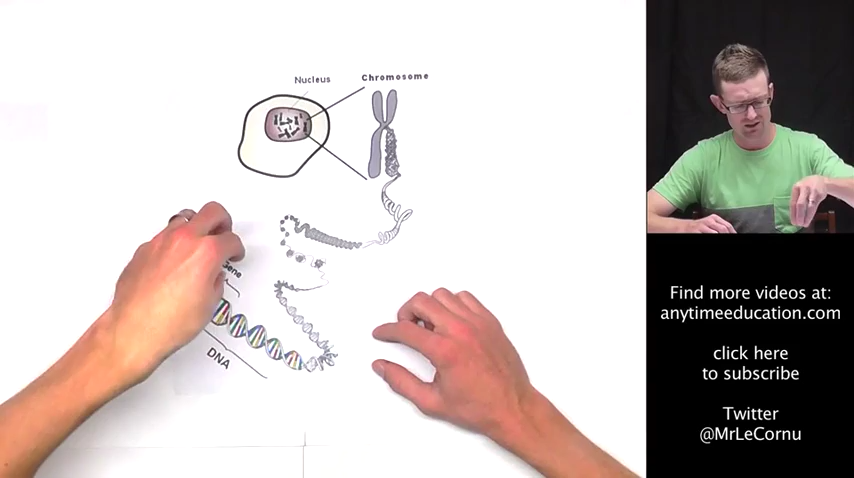 Nucleus
Chromosome
Gene
DNA
Find more videos at:
anytimeeducation.com
click here
to subscribe
Twitter
@MrLeCornu